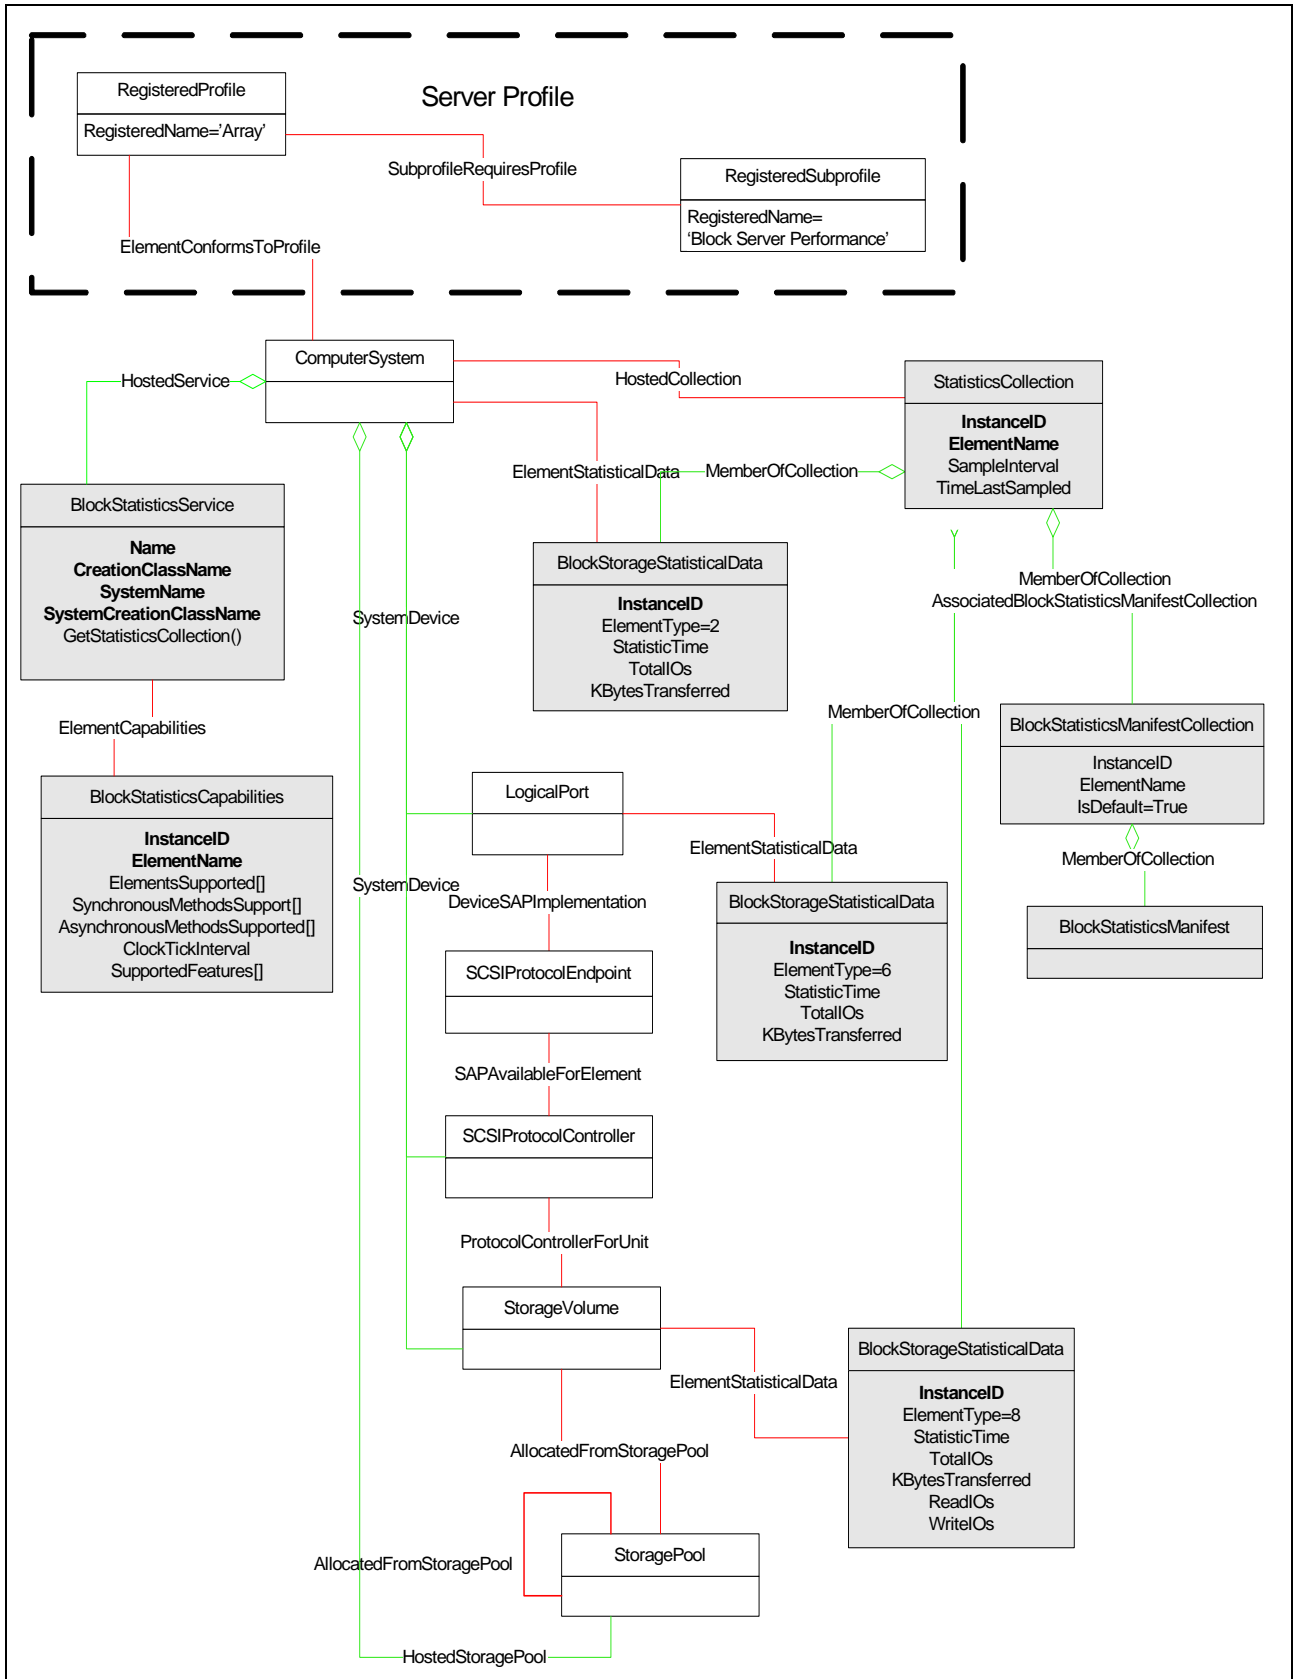 RegisteredProfile
RegisteredName='Array'
Server Profile
SubprofileRequiresProfile
RegisteredSubprofile
RegisteredName=
'Block Server Performance'
ElementConformsToProfile
ComputerSystem
HostedService
HostedCollection
StatisticsCollection
InstanceID
ElementName
SampleInterval
TimeLastSampled
ElementStatisticalData
MemberOfCollection
BlockStatisticsService
Name
CreationClassName
SystemName
SystemCreationClassName
GetStatisticsCollection()
BlockStorageStatisticalData
InstanceID
ElementType=2
StatisticTime
TotalIOs
KBytesTransferred
MemberOfCollection
AssociatedBlockStatisticsManifestCollection
SystemDevice
ElementCapabilities
MemberOfCollection
BlockStatisticsManifestCollection
InstanceID
ElementName
IsDefault=True
BlockStatisticsCapabilities
InstanceID
ElementName
ElementsSupported[]
SynchronousMethodsSupport[]
AsynchronousMethodsSupported[]
ClockTickInterval
SupportedFeatures[]
LogicalPort
ElementStatisticalData
MemberOfCollection
SystemDevice
DeviceSAPImplementation
BlockStorageStatisticalData
InstanceID
ElementType=6
StatisticTime
TotalIOs
KBytesTransferred
BlockStatisticsManifest
SCSIProtocolEndpoint
SAPAvailableForElement
SCSIProtocolController
ProtocolControllerForUnit
StorageVolume
ElementStatisticalData
BlockStorageStatisticalData
InstanceID
ElementType=8
StatisticTime
TotalIOs
KBytesTransferred
ReadIOs
WriteIOs
AllocatedFromStoragePool
StoragePool
AllocatedFromStoragePool
HostedStoragePool